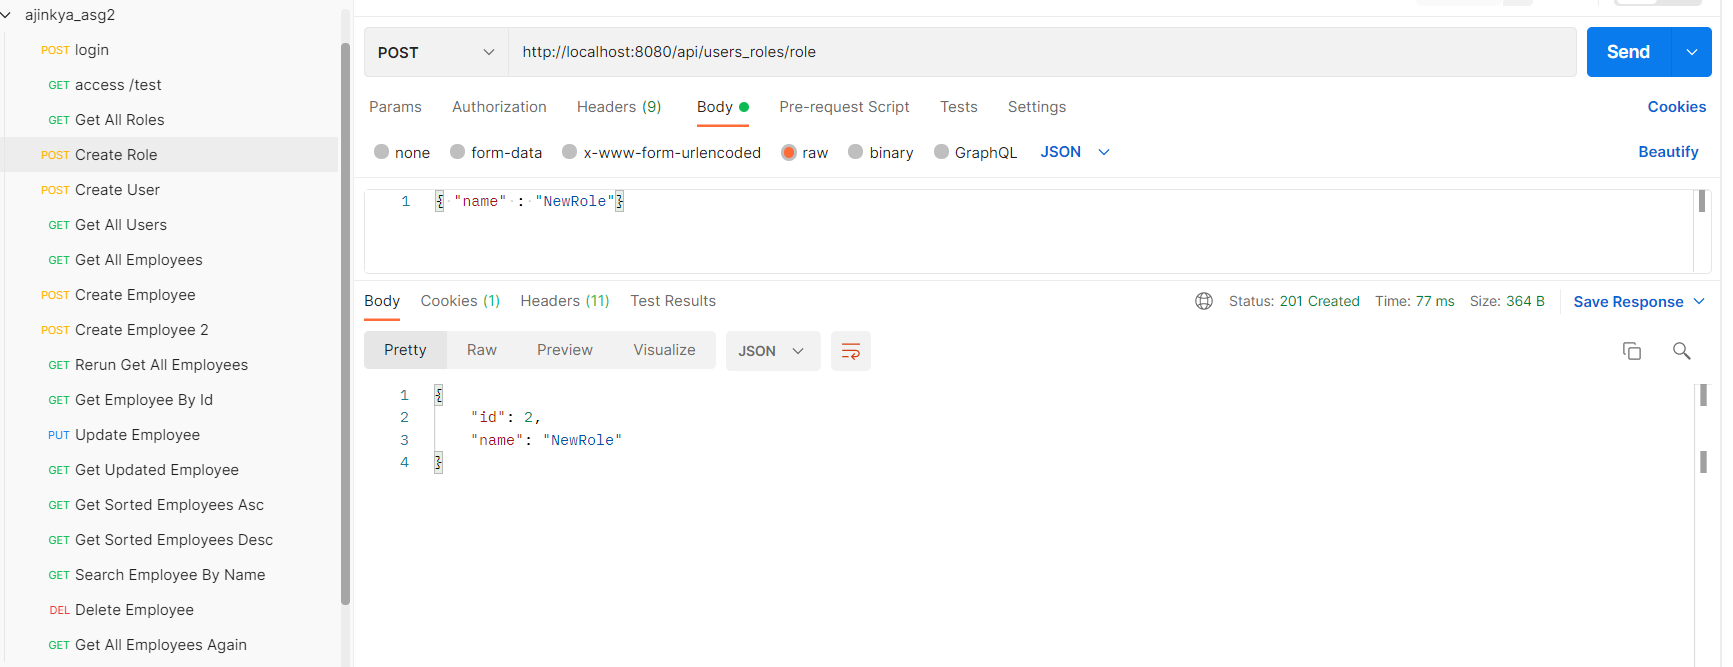 ajinkya_asg2
POST login
GET access /test
GET Get All Roles
POST Create Role
POST Create User
GET Get All Users
GET Get All Employees
POST Create Employee
POST Create Employee 2
GET Rerun Get All Employees
GET Get Employee By Id
PUT Update Employee
GET Get Updated Employee
GET Get Sorted Employees Asc
GET Get Sorted Employees Desc
GET Search Employee By Name
DEL Delete Employee
GET Get All Employees Again
POST http://localhost:8080/api/users_roles/role Send
Params Authorization Headers (9) Body Pre-request Script Tests Settings Cookies
none form-data x-www-form-urlencoded raw binary GraphQL JSON Beautify
1 { "name" : "NewRole"}
Body Cookies (1) Headers (11) Test Results Status: 201 Created Time: 77 ms Size: 364 B Save Response
Pretty Raw Preview Visualize JSON
1 {
2 "id": 2,
3 "name": "NewRole"
4 }